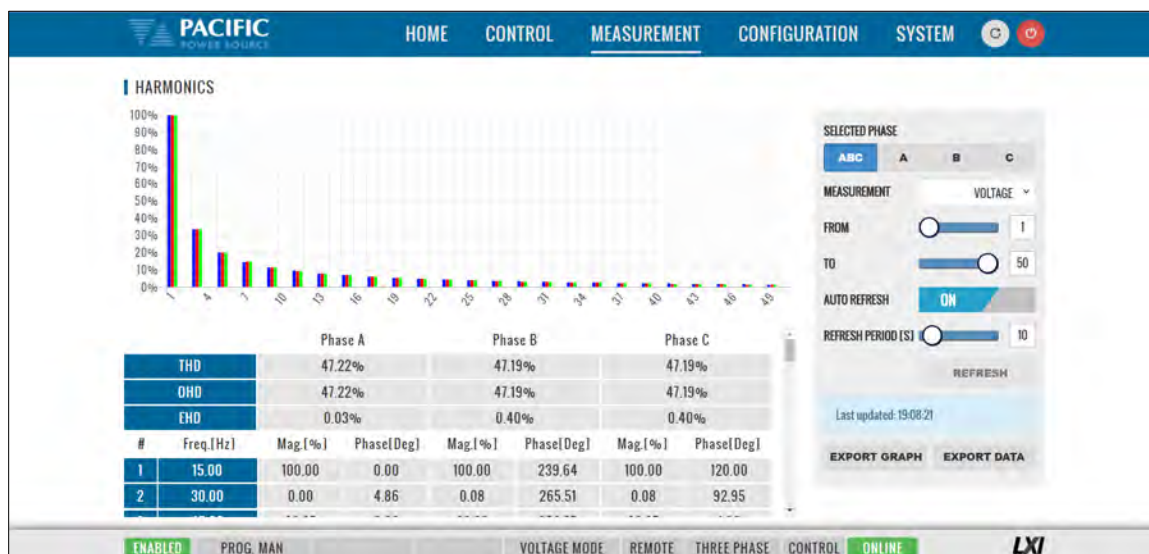 PACIFIC
POWER SOURCE
HOME CONTROL MEASUREMENT CONFIGURATION SYSTEM
HARMONICS
100%
90%
80%
70%
60%
50%
40%
30%
20%
10%
0%
1 4 7 10 13 16 19 22 25 28 31 34 37 40 43 46 49
SELECTED PHASE
ABC A B C
MEASUREMENT VOLTAGE
FROM 1
TO 50
AUTO REFRESH ON
REFRESH PERIOD [S] 10
REFRESH
Last updated: 19:08:21
EXPORT GRAPH EXPORT DATA
Phase A Phase B Phase C
THD 47.22% 47.19% 47.19%
OHD 47.22% 47.19% 47.19%
EHD 0.03% 0.40% 0.40%
# Freq.[Hz] Mag.[%] Phase[Deg] Mag.[%] Phase[Deg] Mag.[%] Phase[Deg]
1 15.00 100.00 0.00 100.00 239.64 100.00 120.00
2 30.00 0.00 4.86 0.08 265.51 0.08 92.95
ENABLED PROG. MAN VOLTAGE MODE REMOTE THREE PHASE CONTROL ONLINE LXI